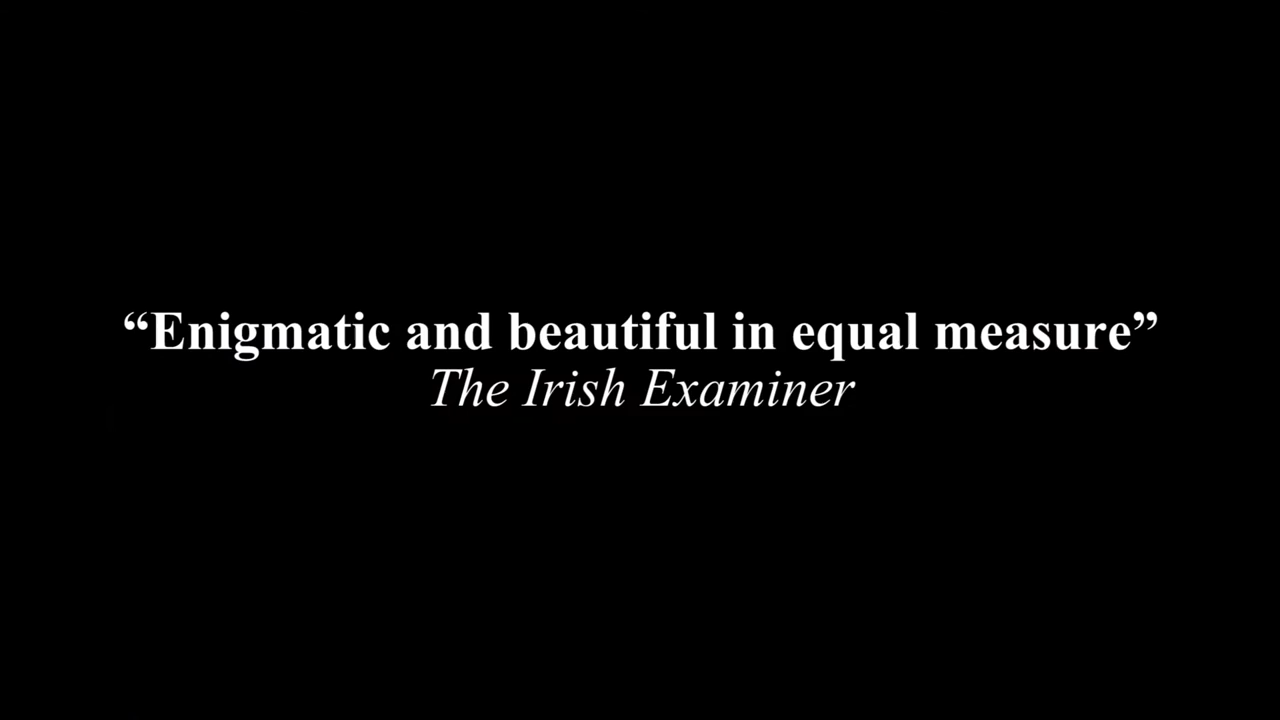 “Enigmatic and beautiful in equal measure”
The Irish Examiner